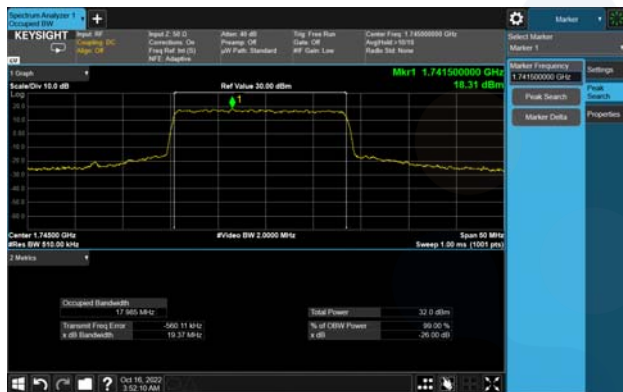 Spectrum Analyzer 1
Occupied BW
Marker
KEYSIGHT
Input: RF
Coupling: DC
Align: Off
Input Z: 50 Ω
Corrections: On
Freq Ref: Int (S)
NFE: Adaptive
Atten: 40 dB
Preamp: Off
µW Path: Standard
Trig: Free Run
Gate: Off
#IF Gain: Low
Center Freq: 1.745000000 GHz
Avg|Hold:>10/10
Radio Std: None
Select Marker
Marker 1
1 Graph
Scale/Div 10.0 dB
Log
Ref Value 30.00 dBm
Mkr1 1.741500000 GHz
18.31 dBm
1
Marker Frequency
1.741500000 GHz
Peak Search
Marker Delta
Settings
Peak Search
Properties
20.0
10.0
Center 1.74500 GHz
#Res BW 510.00 kHz
#Video BW 2.0000 MHz
Span 50 MHz
Sweep 1.00 ms (1001 pts)
2 Metrics
Occupied Bandwidth
17.985 MHz
Transmit Freq Error
-560.11 kHz
x dB Bandwidth
19.37 MHz
Total Power
32.0 dBm
% of OBW Power
99.00 %
x dB
-26.00 dB
Oct 16, 2022
3:52:10 AM